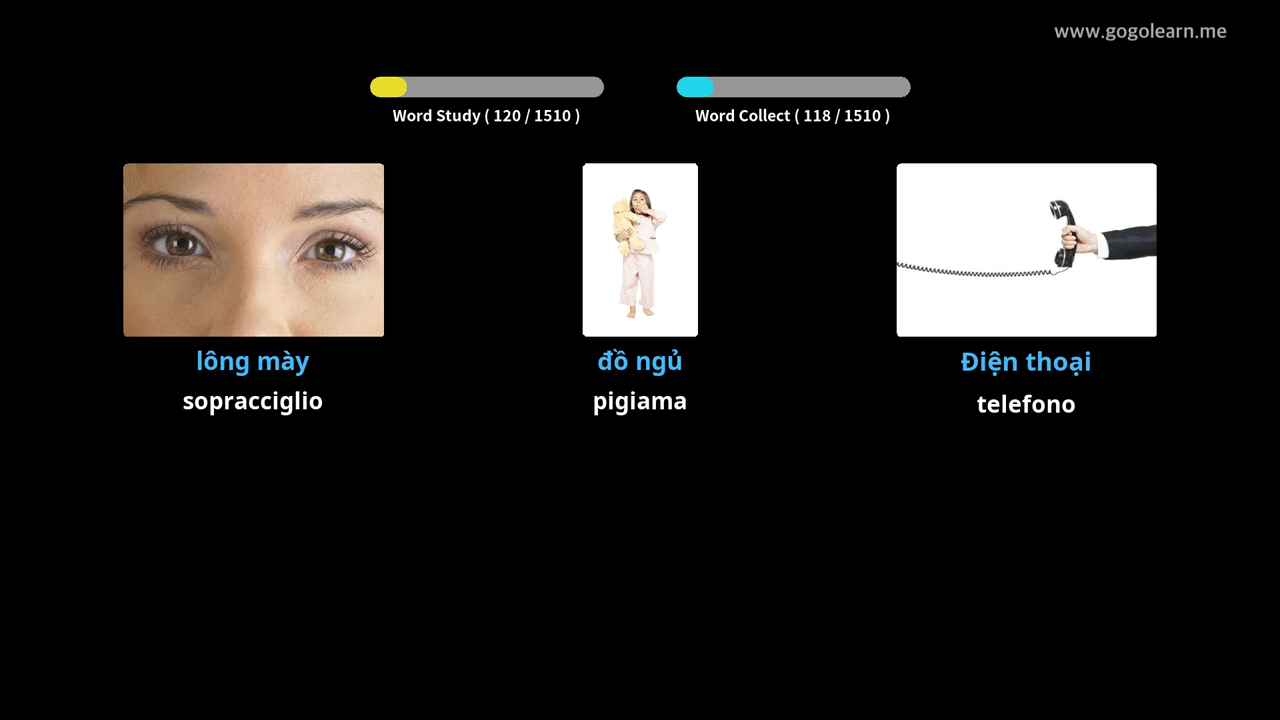 www.gogolearn.me
Word Study ( 120 / 1510 )
Word Collect ( 118 / 1510 )
lông mày
đồ ngủ
Điện thoại
sopracciglio
pigiama
telefono